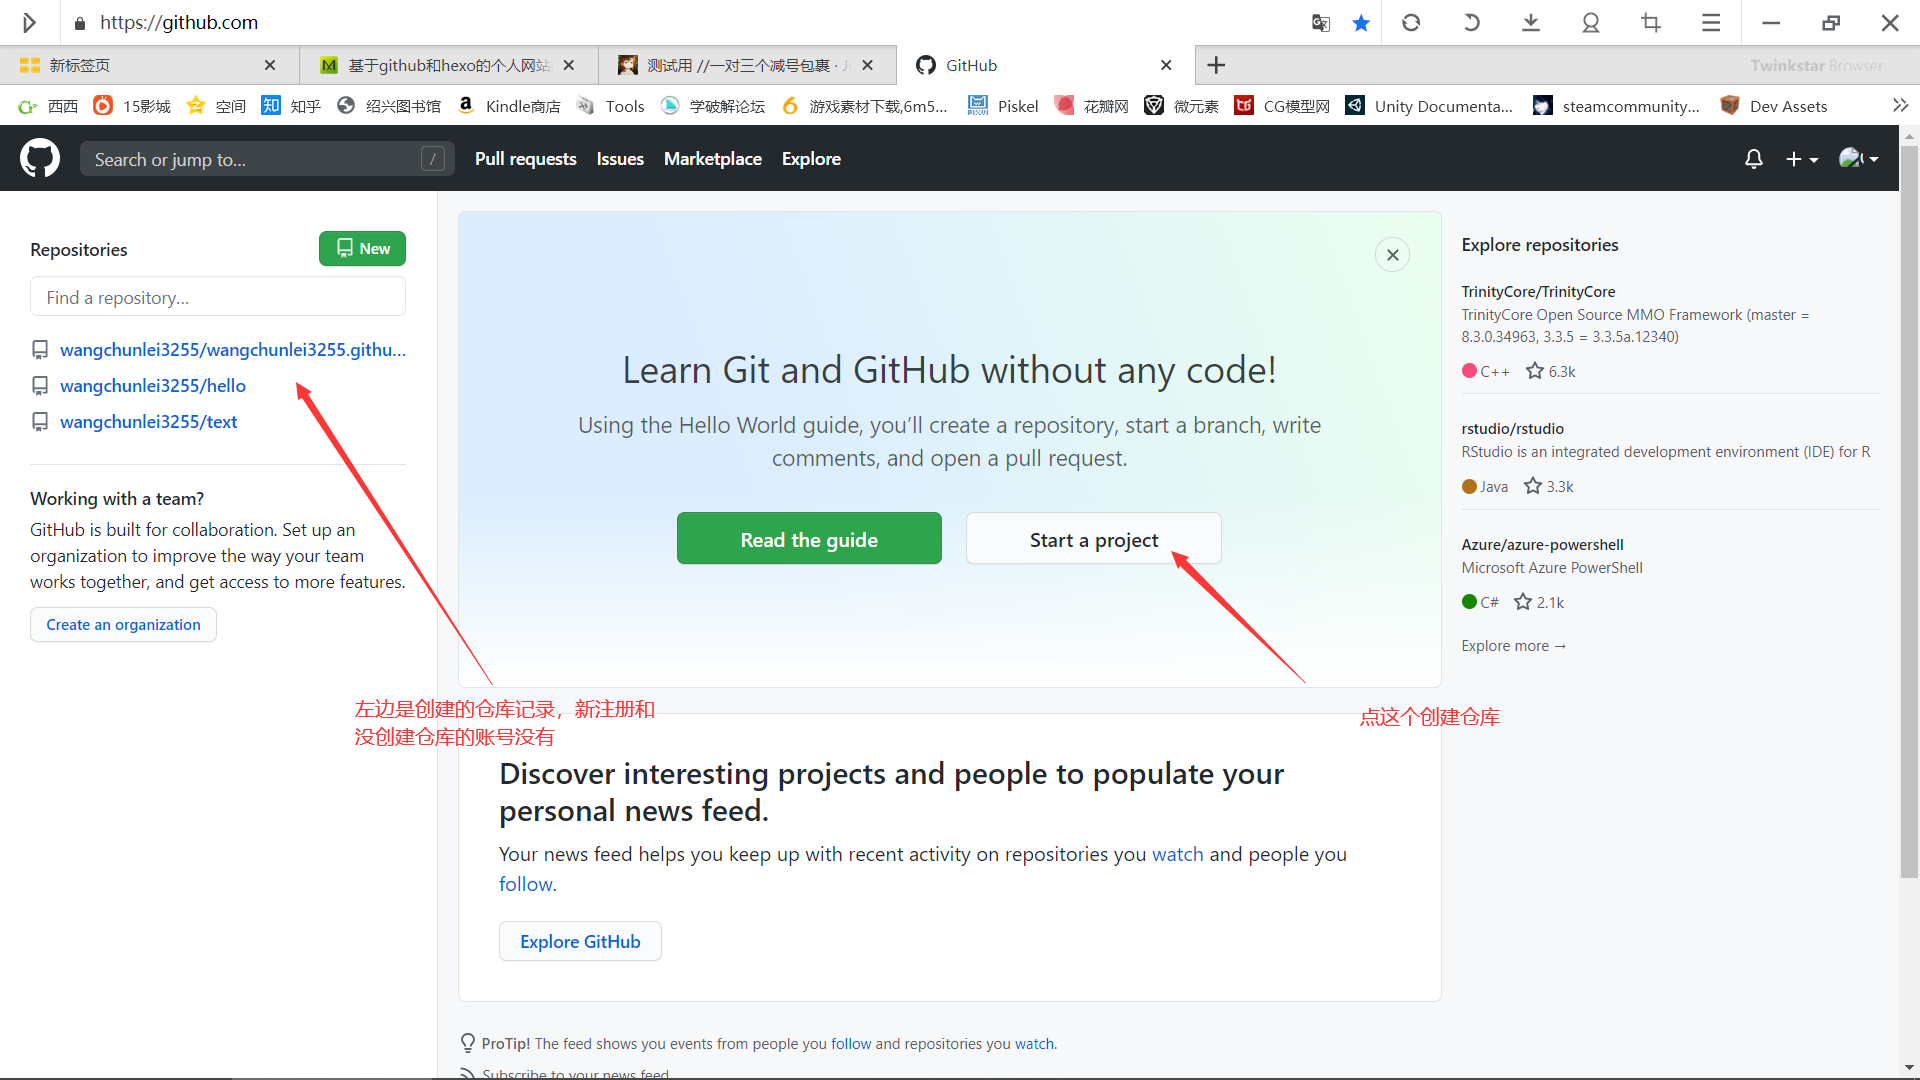 https://github.com
新标签页
基于github和hexo的个人网站
测试用 //一对三个减号包裹 ·
GitHub
Twinkstar Browser
西西
15影城
空间
知乎
绍兴图书馆
Kindle商店
Tools
学破解论坛
游戏素材下载,6m5...
Piskel
花瓣网
微元素
CG模型网
Unity Documenta...
steamcommunity...
Dev Assets
Search or jump to...
/
Pull requests
Issues
Marketplace
Explore
Repositories
New
Find a repository...
wangchunlei3255/wangchunlei3255.githu...
wangchunlei3255/hello
wangchunlei3255/text
Working with a team?
GitHub is built for collaboration. Set up an
organization to improve the way your team
works together, and get access to more features.
Create an organization
Learn Git and GitHub without any code!
Using the Hello World guide, you’ll create a repository, start a branch, write
comments, and open a pull request.
Read the guide
Start a project
左边是创建的仓库记录，新注册和
没创建仓库的账号没有
点这个创建仓库
Discover interesting projects and people to populate your
personal news feed.
Your news feed helps you keep up with recent activity on repositories you watch and people you
follow.
Explore GitHub
ProTip! The feed shows you events from people you follow and repositories you watch.
Subscribe to your news feed
Explore repositories
TrinityCore/TrinityCore
TrinityCore Open Source MMO Framework (master =
8.3.0.34963, 3.3.5 = 3.3.5a.12340)
C++ 6.3k
rstudio/rstudio
RStudio is an integrated development environment (IDE) for R
Java 3.3k
Azure/azure-powershell
Microsoft Azure PowerShell
C# 2.1k
Explore more →